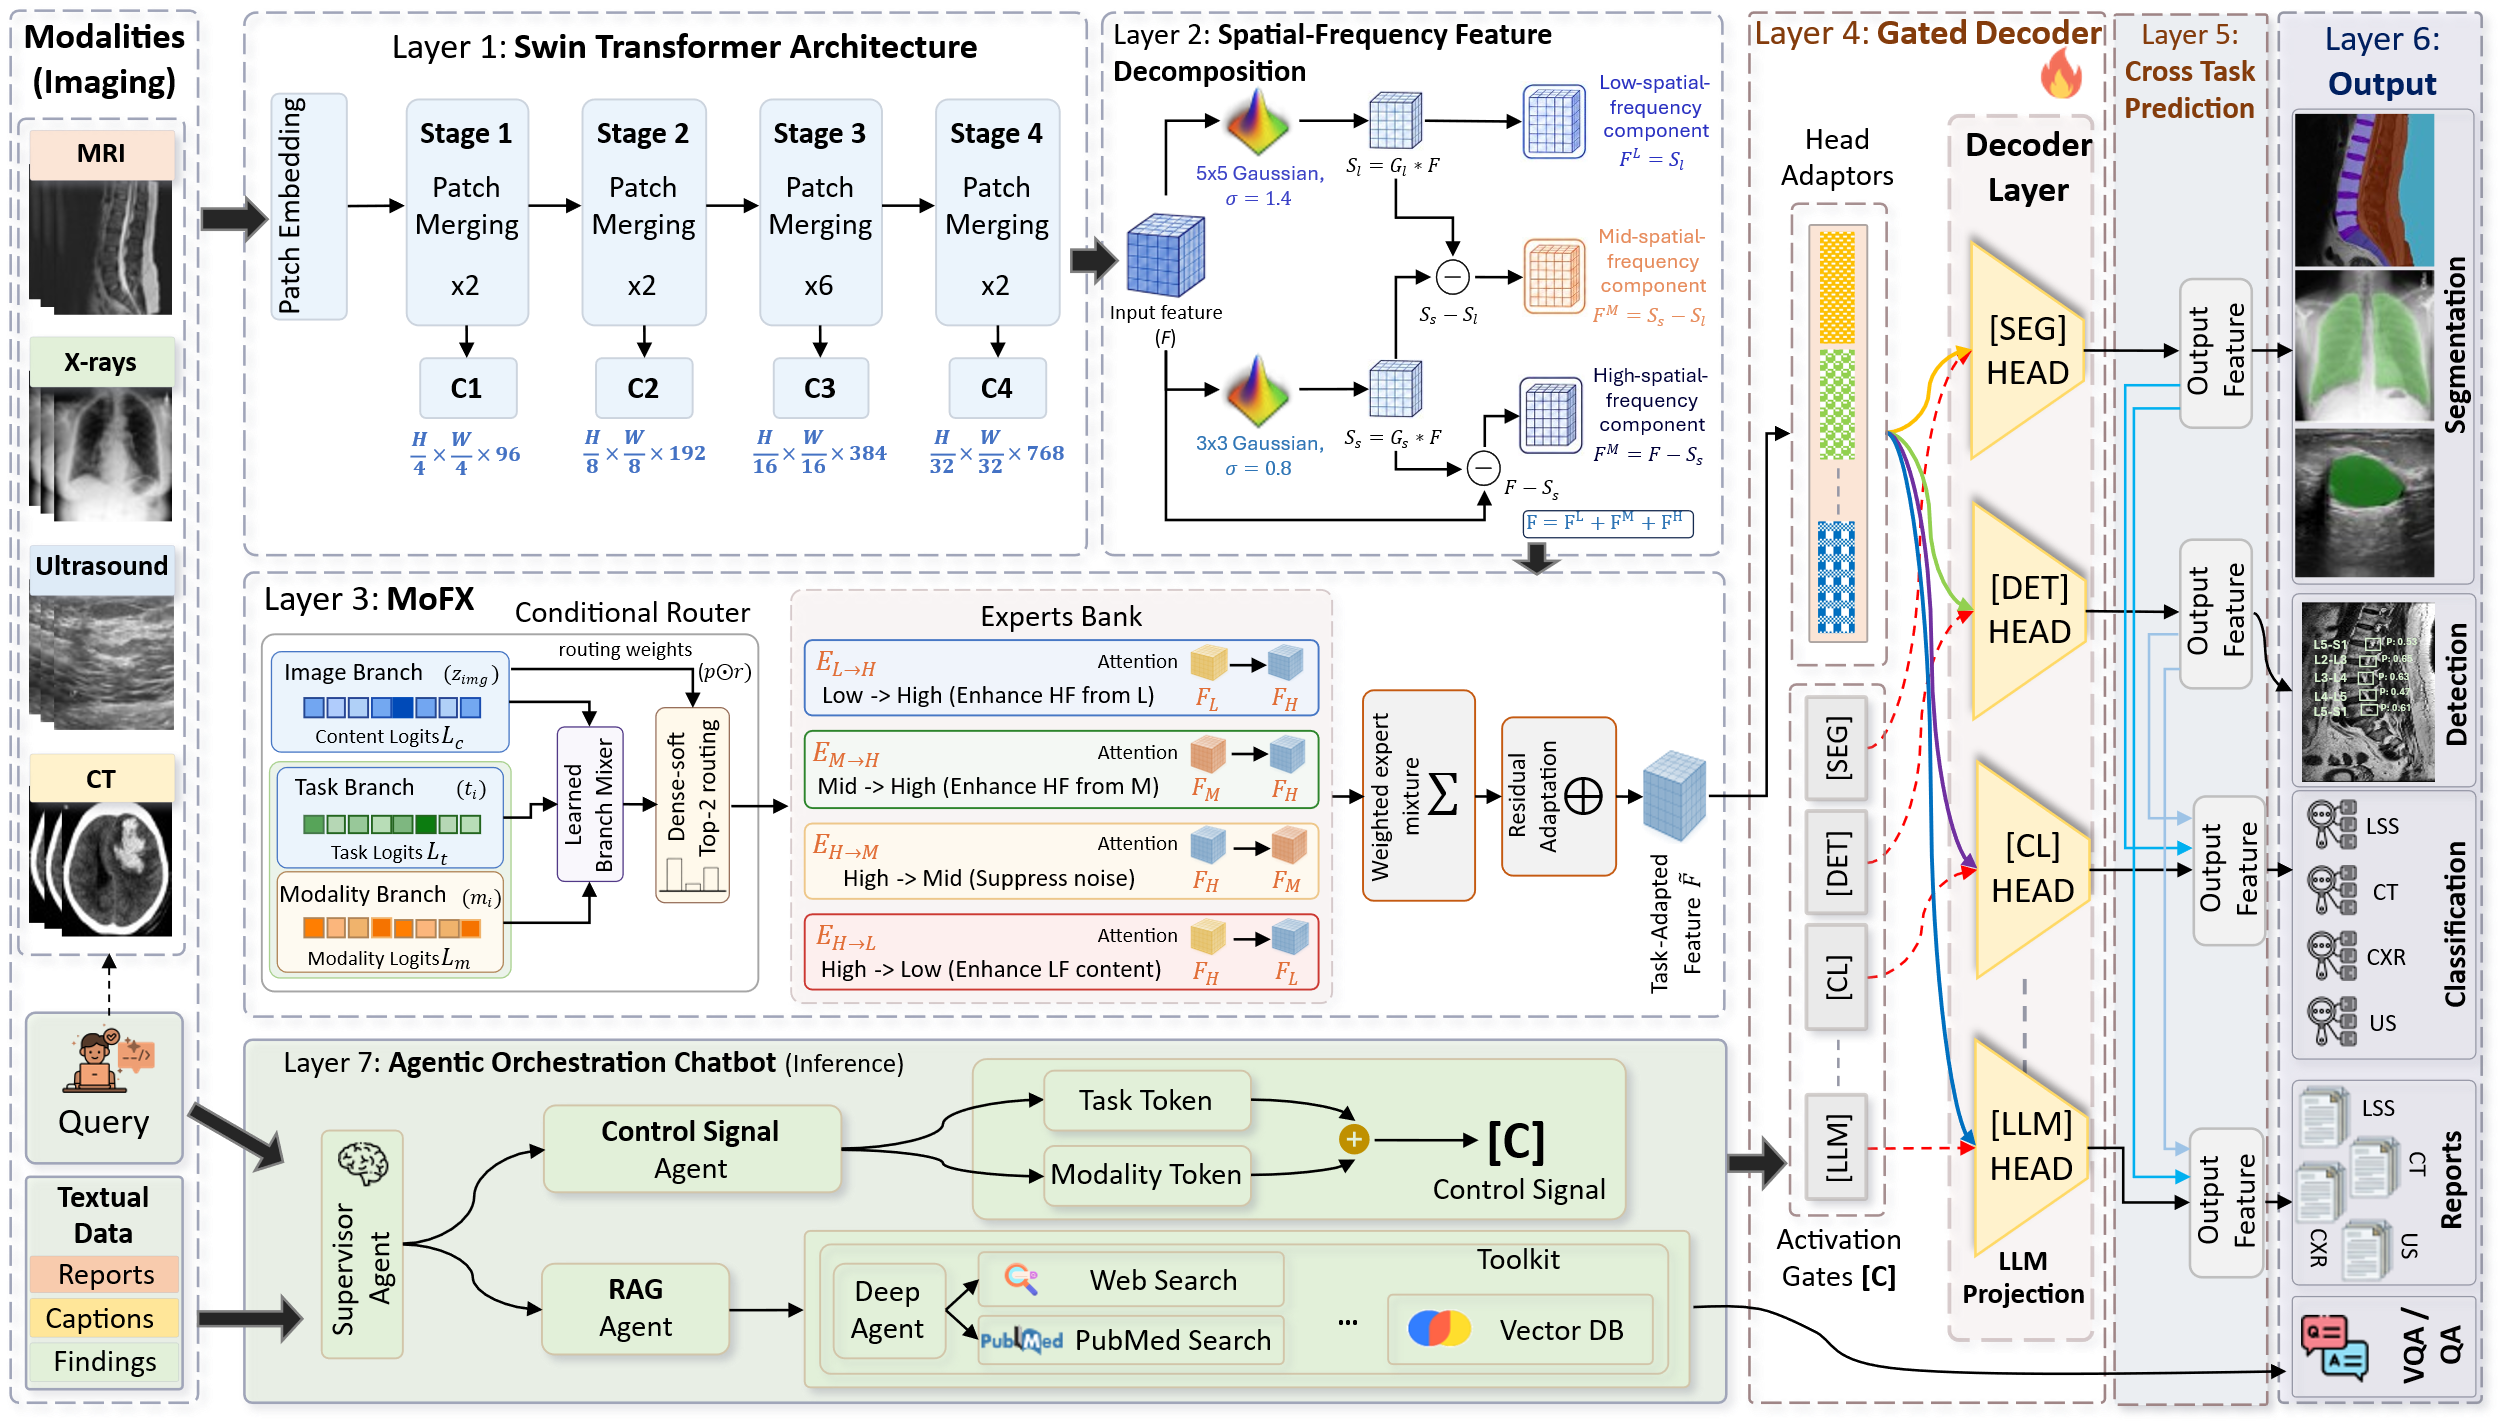 Modalities
(Imaging)
MRI
X-rays
Ultrasound
CT
Query
Textual
Data
Reports
Captions
Findings
Layer 1: Swin Transformer Architecture
Patch Embedding
Stage 1
Patch
Merging
x2
Stage 2
Patch
Merging
x2
Stage 3
Patch
Merging
x6
Stage 4
Patch
Merging
x2
C1
C2
C3
C4
H/4 × W/4 × 96
H/8 × W/8 × 192
H/16 × W/16 × 384
H/32 × W/32 × 768
Layer 2: Spatial-Frequency Feature
Decomposition
Input feature
(F)
5x5 Gaussian,
σ = 1.4
S_l = G_l * F
Low-spatial-
frequency
component
F^L = S_l
S_s − S_l
Mid-spatial-
frequency
component
F^M = S_s − S_l
3x3 Gaussian,
σ = 0.8
S_s = G_s * F
F − S_s
High-spatial-
frequency
component
F^M = F − S_s
F = F^L + F^M + F^H
Layer 3: MoFX
Conditional Router
routing weights
(p⊙r)
Image Branch (z_img)
Content Logits L_c
Task Branch (t_i)
Task Logits L_t
Modality Branch (m_i)
Modality Logits L_m
Learned
Branch Mixer
Dense-soft
Top-2 routing
Experts Bank
E_L→H
Attention
Low -> High (Enhance HF from L)
F_L
F_H
E_M→H
Attention
Mid -> High (Enhance HF from M)
F_M
F_H
E_H→M
Attention
High -> Mid (Suppress noise)
F_H
F_M
E_H→L
Attention
High -> Low (Enhance LF content)
F_H
F_L
Weighted expert
mixture
∑
Residual
Adaptation
Task-Adapted
Feature F̃
Layer 7: Agentic Orchestration Chatbot (Inference)
Supervisor
Agent
Control Signal
Agent
RAG
Agent
Task Token
Modality Token
[C]
Control Signal
Deep
Agent
Web Search
PubMed
PubMed Search
Toolkit
...
Vector DB
Layer 4: Gated Decoder
Head
Adaptors
Decoder
Layer
[SEG]
[DET]
[CL]
[LLM]
Activation
Gates [C]
[SEG]
HEAD
[DET]
HEAD
[CL]
HEAD
[LLM]
HEAD
LLM
Projection
Layer 5:
Cross Task
Prediction
Output
Feature
Output
Feature
Output
Feature
Output
Feature
Layer 6:
Output
Segmentation
L5-S1 P: 0.53
L2-L3 P: 0.65
L3-L4 P: 0.63
L4-L5 P: 0.47
L5-S1 P: 0.61
Detection
LSS
CT
CXR
US
Classification
LSS
CT
CXR
US
Reports
Q
A
VQA /
QA